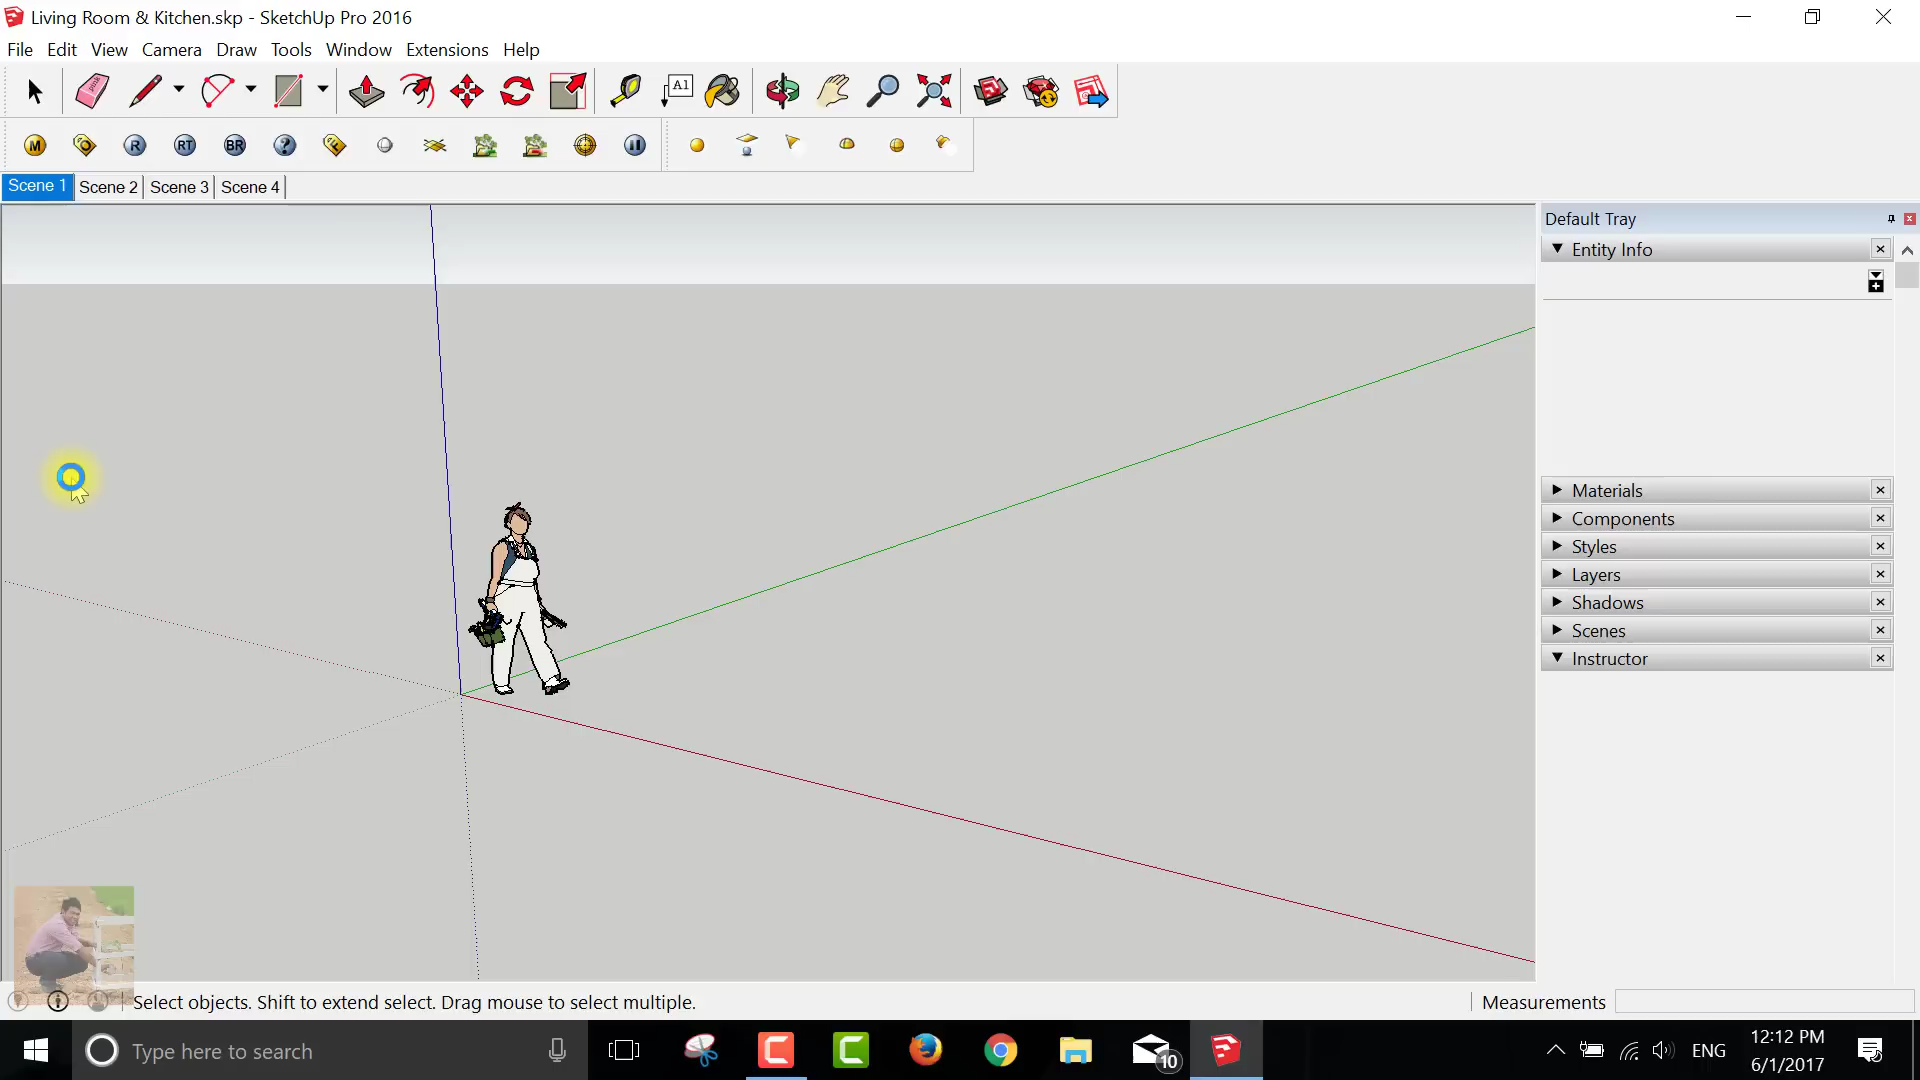 Living Room & Kitchen.skp - SketchUp Pro 2016
File Edit View Camera Draw Tools Window Extensions Help
A1
M R RT BR ? F
Scene 1 Scene 2 Scene 3 Scene 4
Default Tray
Entity Info
Materials
Components
Styles
Layers
Shadows
Scenes
Instructor
Select objects. Shift to extend select. Drag mouse to select multiple.
Measurements
Type here to search
10
ENG
12:12 PM
6/1/2017